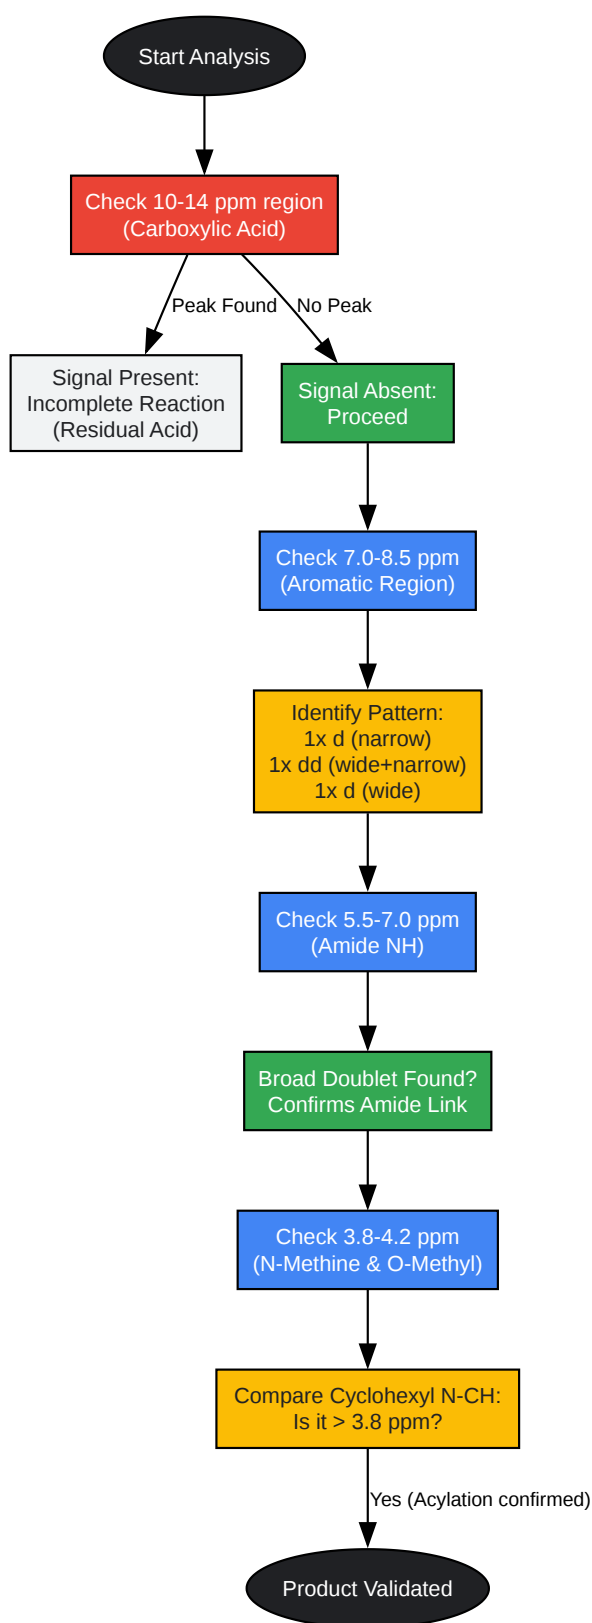 Start Analysis
Check 10-14 ppm region
(Carboxylic Acid)
Peak Found
No Peak
Signal Present:
Incomplete Reaction
(Residual Acid)
Signal Absent:
Proceed
Check 7.0-8.5 ppm
(Aromatic Region)
Identify Pattern:
1x d (narrow)
1x dd (wide+narrow)
1x d (wide)
Check 5.5-7.0 ppm
(Amide NH)
Broad Doublet Found?
Confirms Amide Link
Check 3.8-4.2 ppm
(N-Methine & O-Methyl)
Compare Cyclohexyl N-CH:
Is it > 3.8 ppm?
Yes (Acylation confirmed)
Product Validated